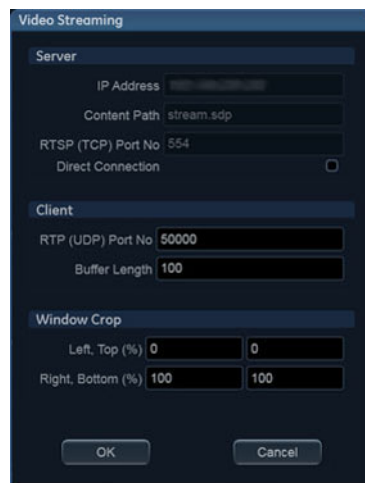 Video Streaming
Server
IP Address
Content Path stream.sdp
RTSP (TCP) Port No 554
Direct Connection
Client
RTP (UDP) Port No 50000
Buffer Length 100
Window Crop
Left, Top (%) 0 0
Right, Bottom (%) 100 100
OK Cancel